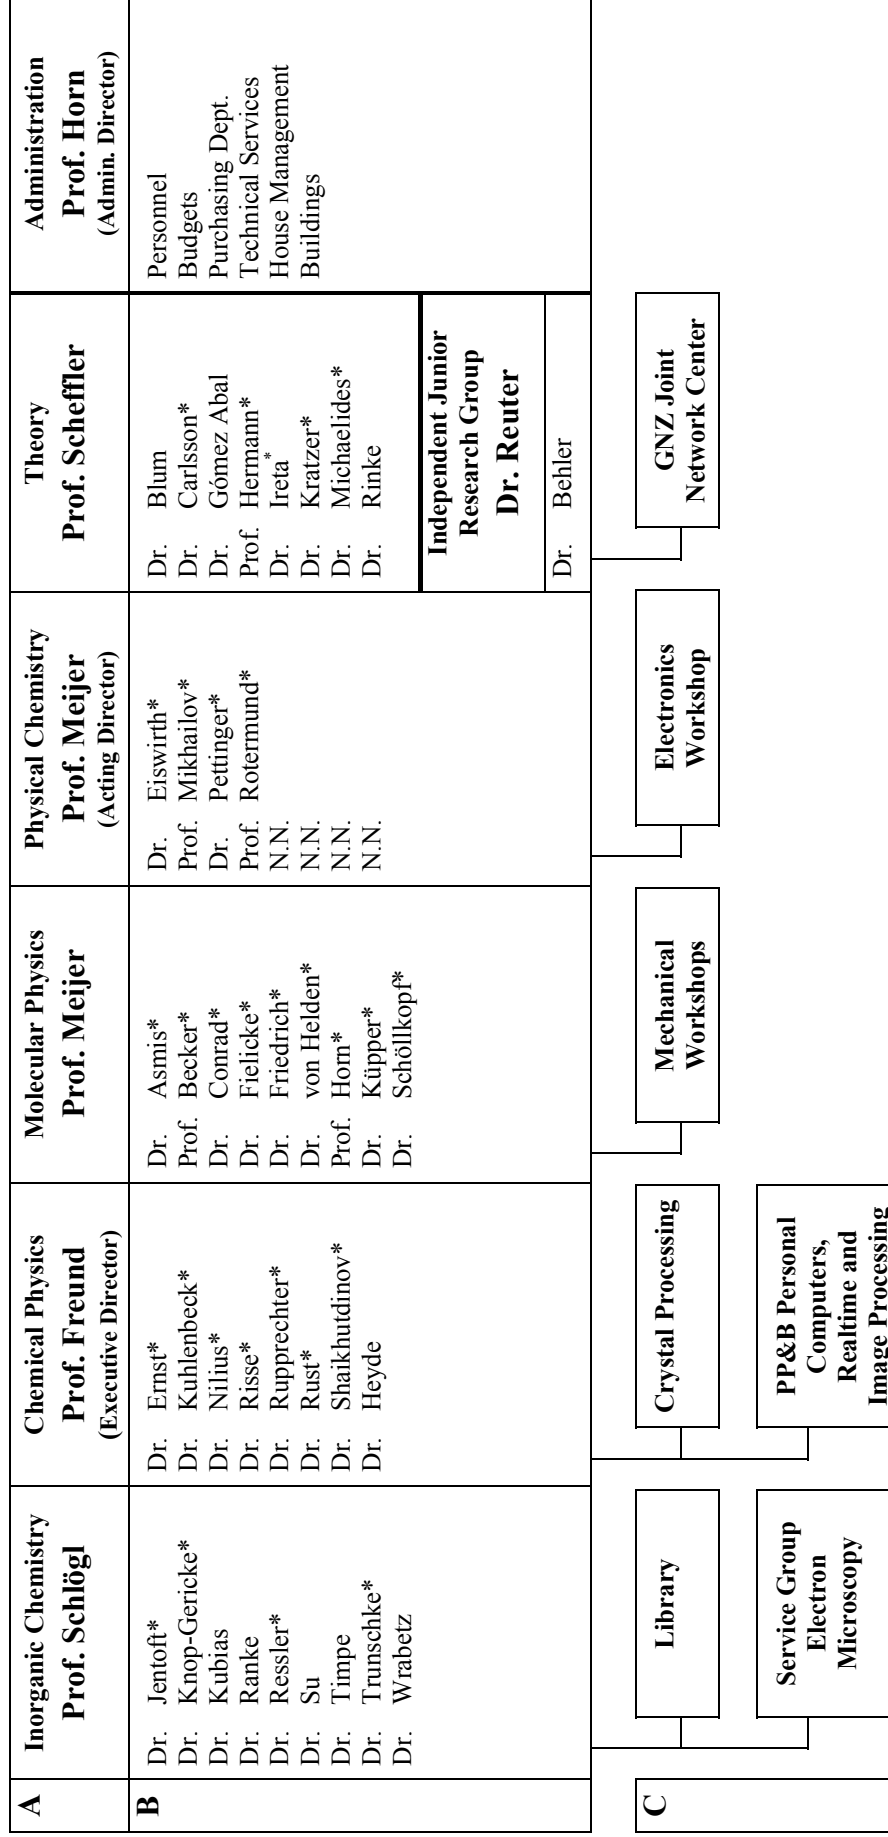 A
Inorganic Chemistry
Prof. Schlögl
Chemical Physics
Prof. Freund
(Executive Director)
Molecular Physics
Prof. Meijer
Physical Chemistry
Prof. Meijer
(Acting Director)
Theory
Prof. Scheffler
Administration
Prof. Horn
(Admin. Director)
B
Dr. Jentoft*
Dr. Knop-Gericke*
Dr. Kubias
Dr. Ranke
Dr. Ressler*
Dr. Su
Dr. Timpe
Dr. Trunschke*
Dr. Wrabetz
Dr. Ernst*
Dr. Kuhlenbeck*
Dr. Nilius*
Dr. Risse*
Dr. Rupprechter*
Dr. Rust*
Dr. Shaikhutdinov*
Dr. Heyde
Dr. Asmis*
Prof. Becker*
Dr. Conrad*
Dr. Fielicke*
Dr. Friedrich*
Dr. von Helden*
Prof. Horn*
Dr. Küpper*
Dr. Schöllkopf*
Dr. Eiswirth*
Prof. Mikhailov*
Dr. Pettinger*
Prof. Rotermund*
N.N.
N.N.
N.N.
N.N.
Dr. Blum
Dr. Carlsson*
Dr. Gómez Abal
Prof. Hermann*
Dr. Ireta*
Dr. Kratzer*
Dr. Michaelides*
Dr. Rinke
Independent Junior
Research Group
Dr. Reuter
Dr. Behler
Personnel
Budgets
Purchasing Dept.
Technical Services
House Management
Buildings
C
Library
Service Group
Electron
Microscopy
Crystal Processing
PP&B Personal
Computers,
Realtime and
Image Processing
Mechanical
Workshops
Electronics
Workshop
GNZ Joint
Network Center